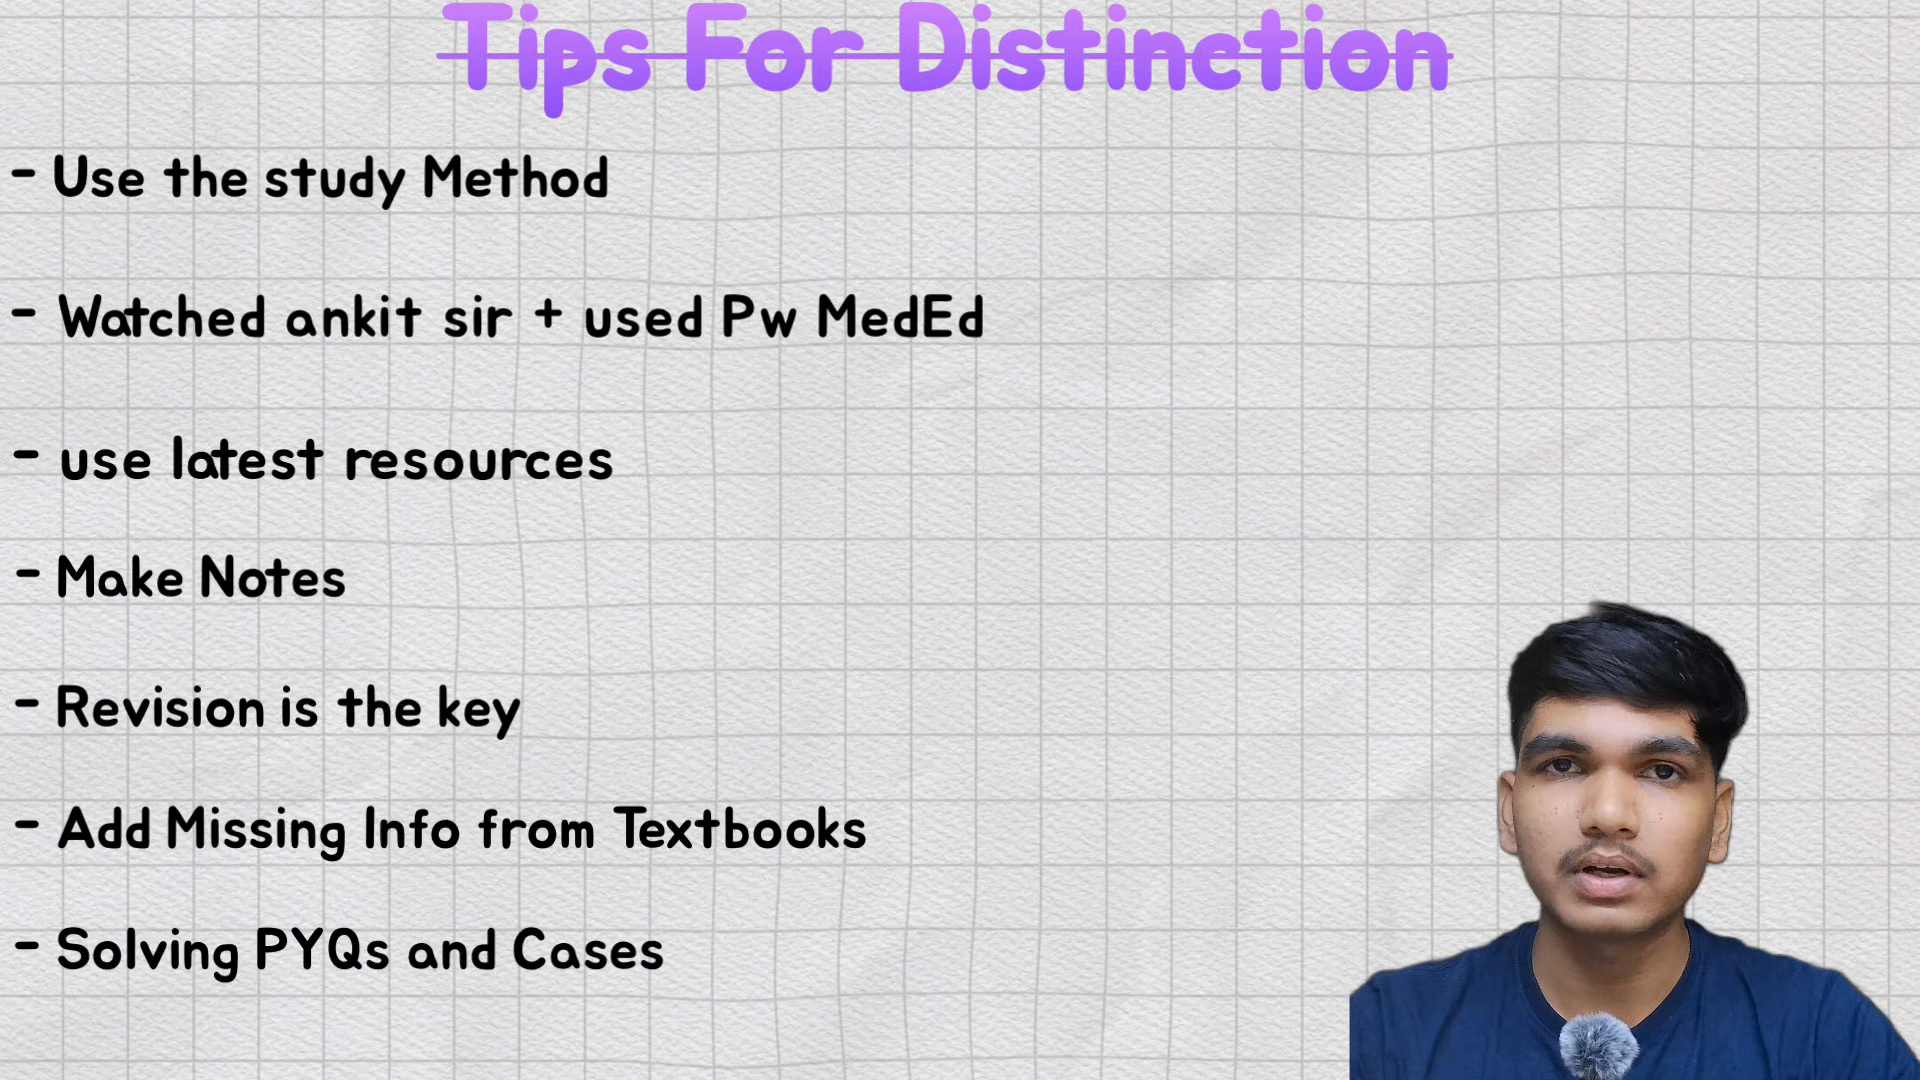 Tips For Distinction
- Use the study Method
- Watched ankit sir + used Pw MedEd
- use latest resources
- Make Notes
- Revision is the key
- Add Missing Info from Textbooks
- Solving PYQs and Cases